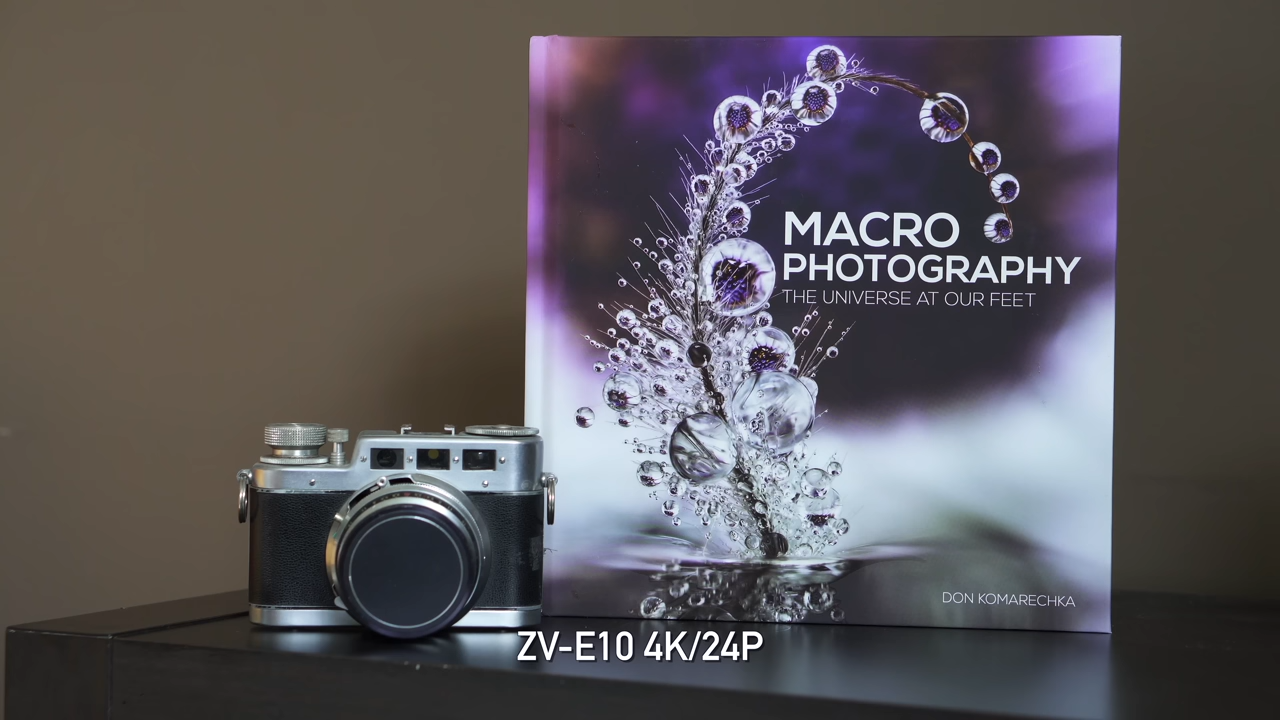 MACRO
PHOTOGRAPHY
THE UNIVERSE AT OUR FEET
DON KOMARECHKA
ZV-E10 4K/24P